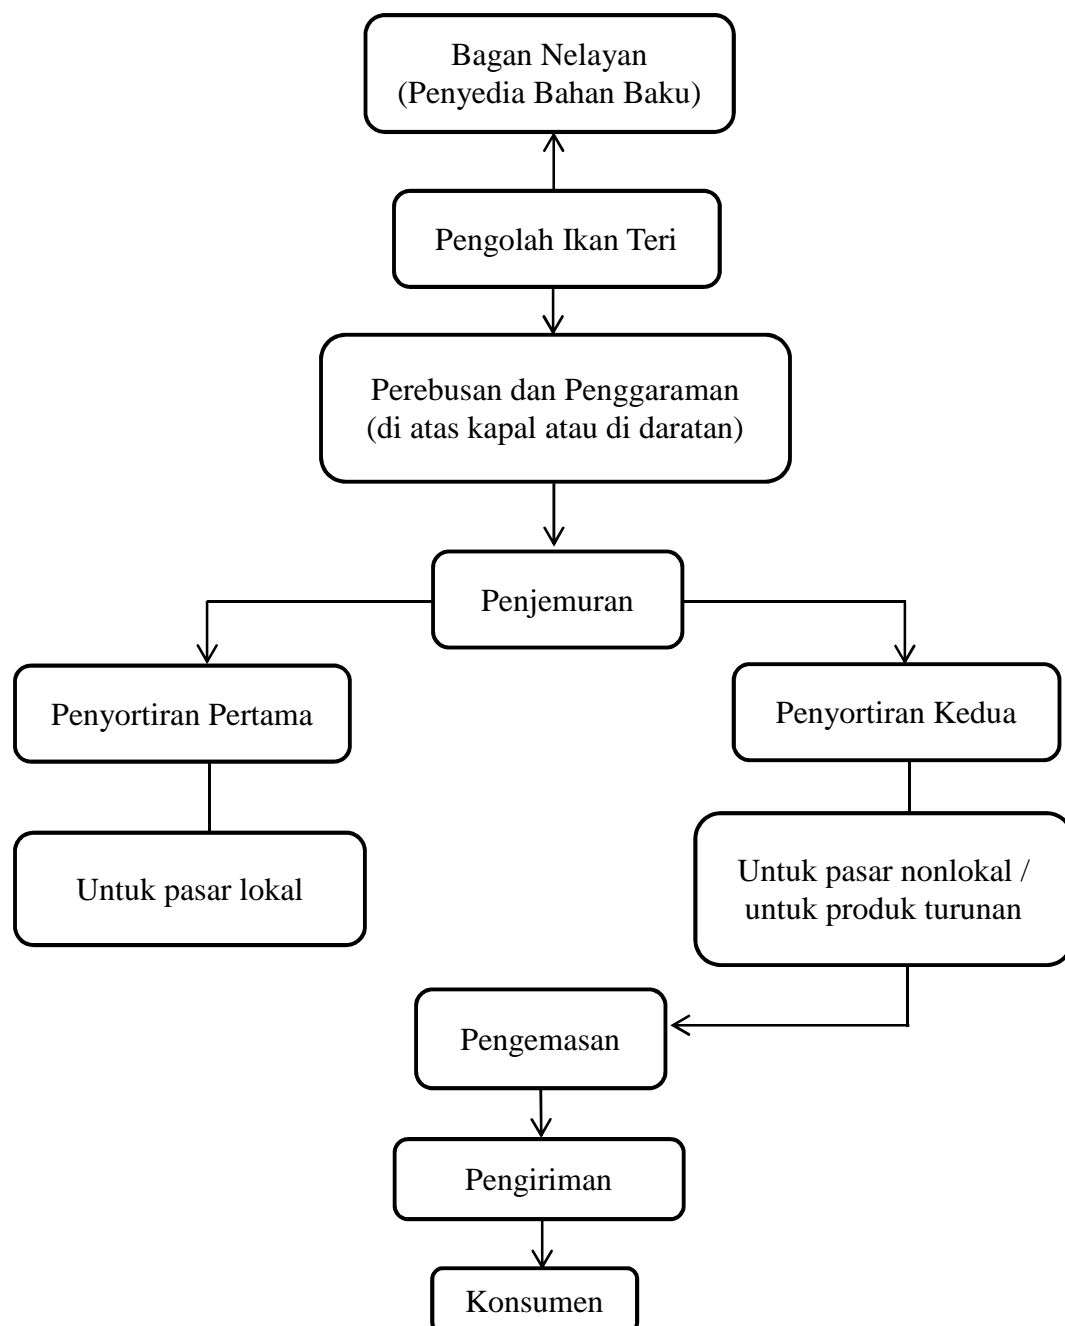 Bagan Nelayan
(Penyedia Bahan Baku)
Pengolah Ikan Teri
Perebusan dan Penggaraman
(di atas kapal atau di daratan)
Penjemuran
Penyortiran Pertama
Penyortiran Kedua
Untuk pasar lokal
Untuk pasar nonlokal /
untuk produk turunan
Pengemasan
Pengiriman
Konsumen